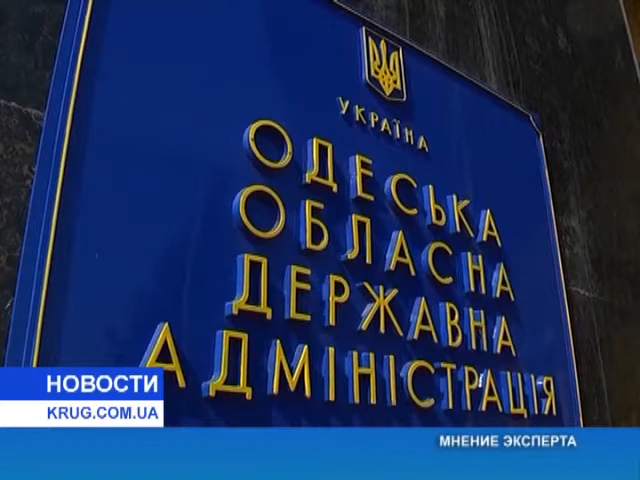 УКРАЇНА
ОДЕСЬКА
ОБЛАСНА
ДЕРЖАВНА
АДМІНІСТРАЦІЯ
НОВОСТИ
KRUG.COM.UA
МНЕНИЕ ЭКСПЕРТА